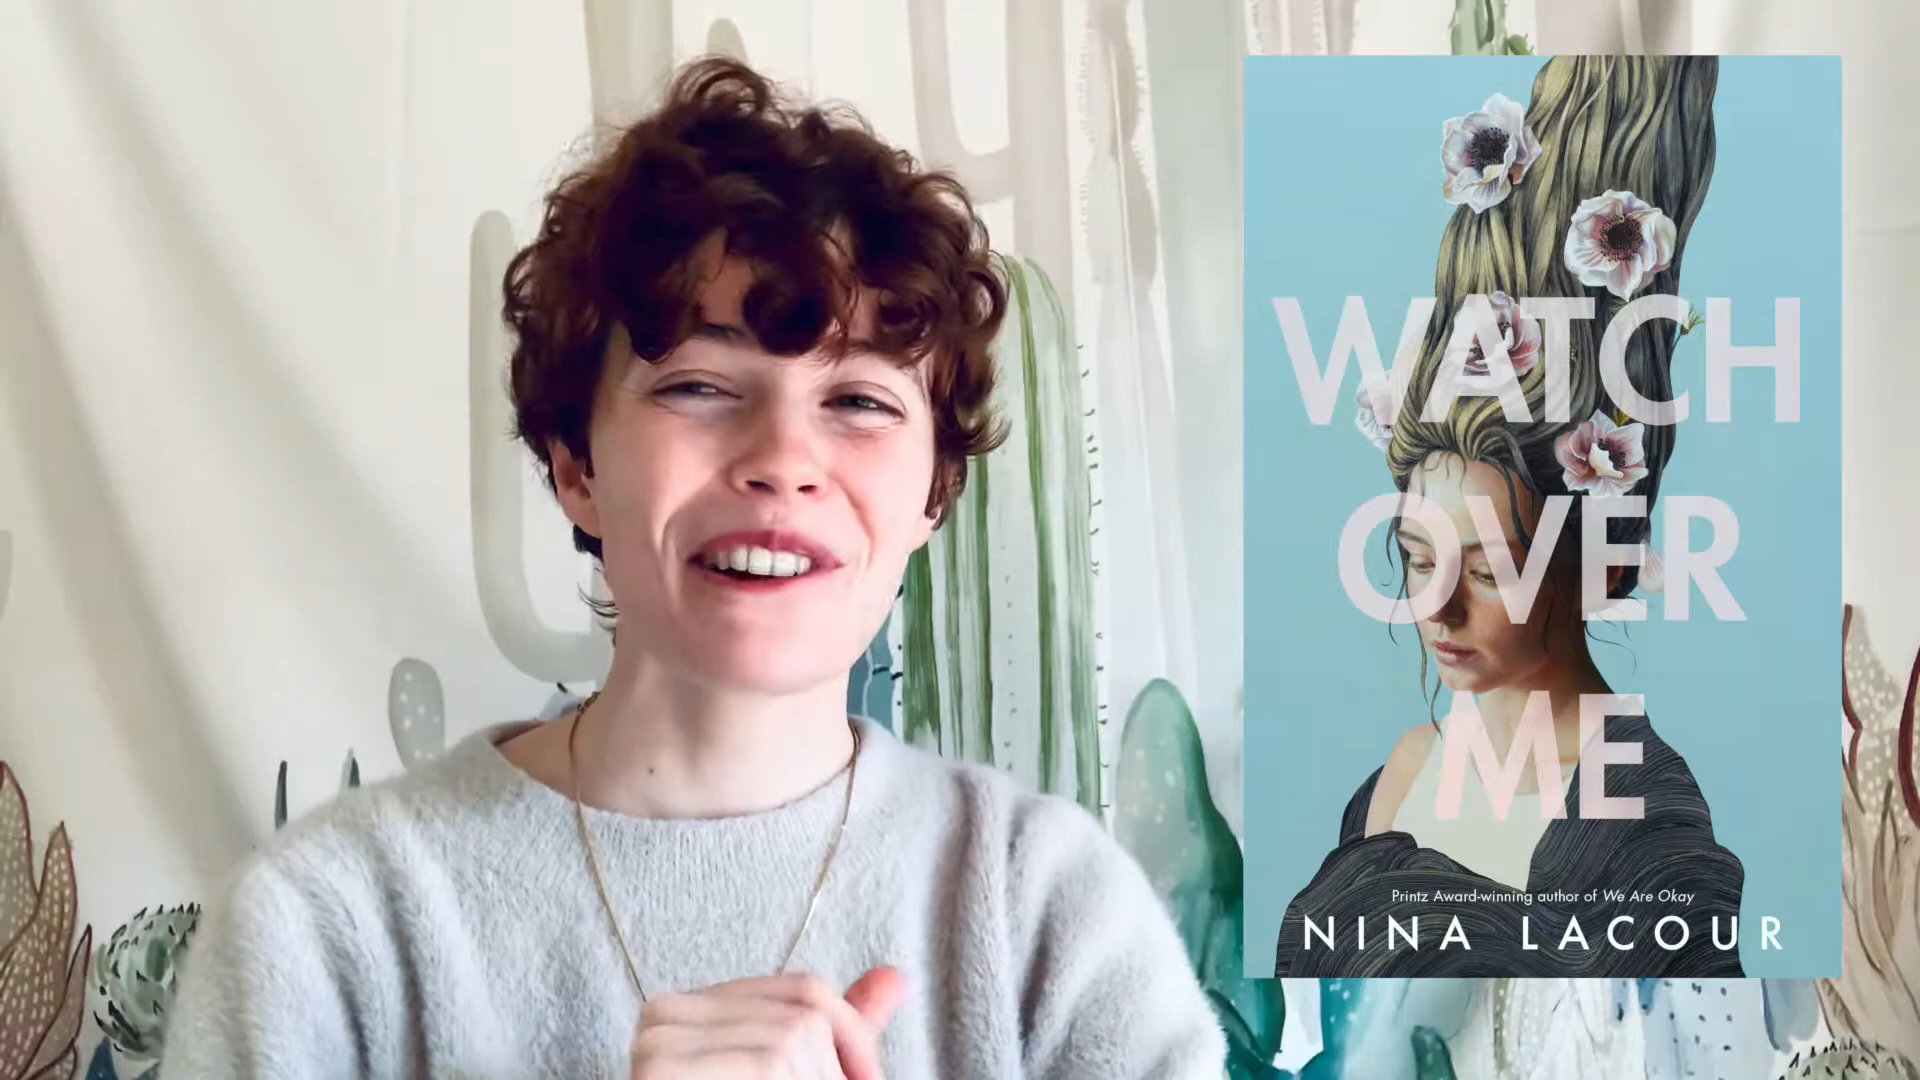 WATCH
OVER
ME
Printz Award-winning author of We Are Okay
NINA LACOUR